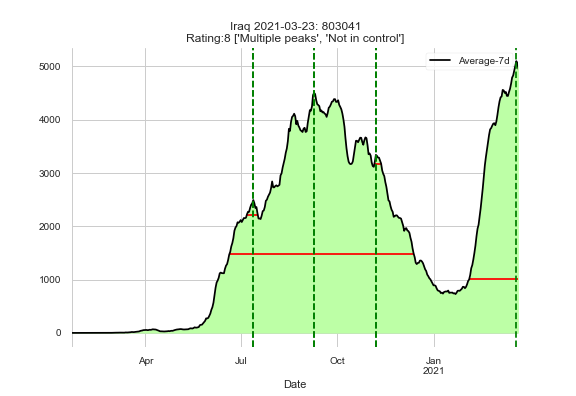 Iraq 2021-03-23: 803041
Rating:8 ['Multiple peaks', 'Not in control']
Average-7d
5000
4000
3000
2000
1000
0
Apr
Jul
Oct
Jan
2021
Date